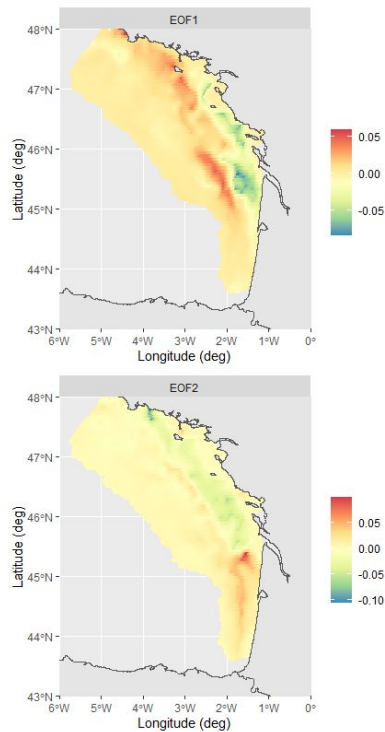 EOF1
48°N
47°N
46°N
45°N
44°N
43°N
Latitude (deg)
0.05
0.00
-0.05
6°W 5°W 4°W 3°W 2°W 1°W 0°
Longitude (deg)
EOF2
48°N
47°N
46°N
45°N
44°N
43°N
Latitude (deg)
0.05
0.00
-0.05
-0.10
6°W 5°W 4°W 3°W 2°W 1°W 0°
Longitude (deg)